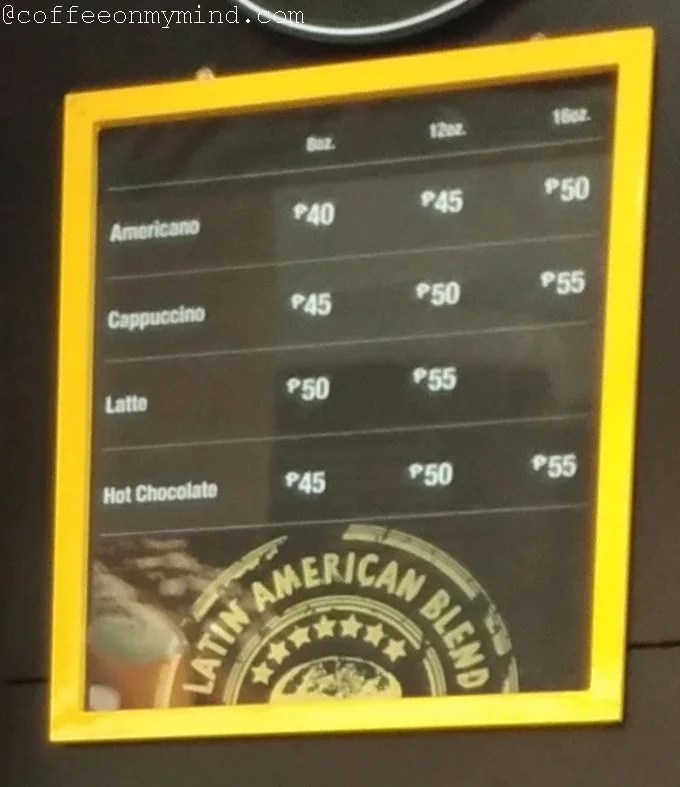 @coffeeonmymind.com
8oz. 12oz. 16oz.
Americano ₱40 ₱45 ₱50
Cappuccino ₱45 ₱50 ₱55
Latte ₱50 ₱55
Hot Chocolate ₱45 ₱50 ₱55
LATIN AMERICAN BLEND